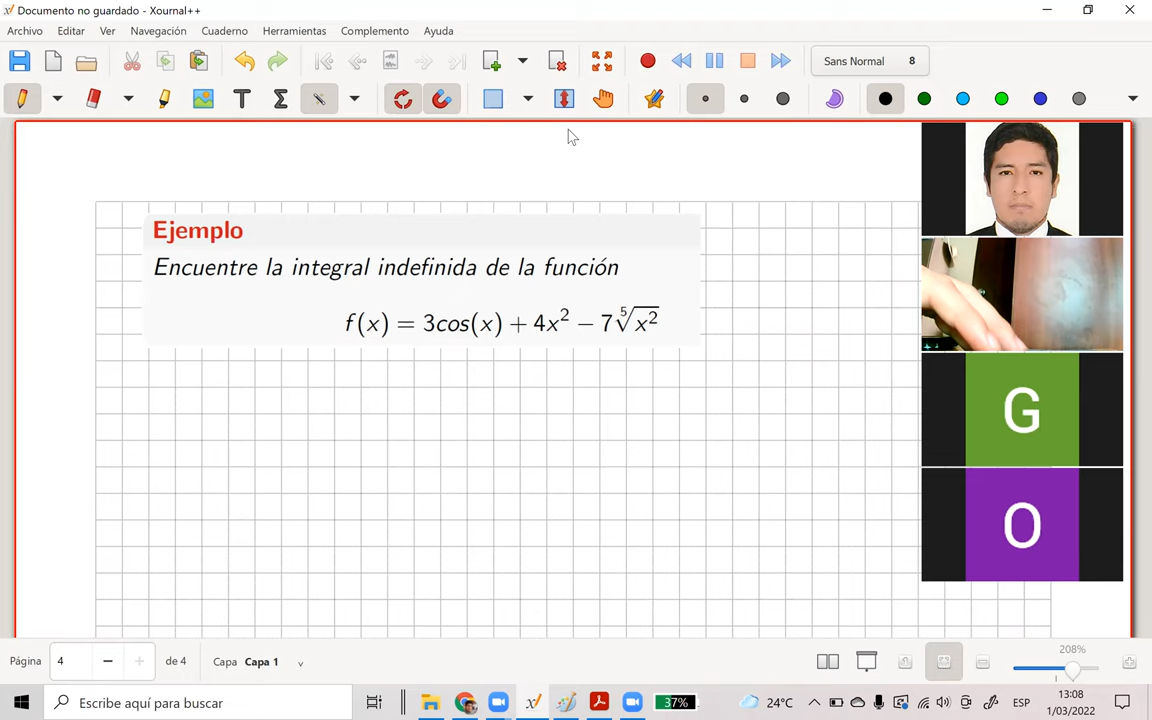 Documento no guardado - Xournal++
Archivo Editar Ver Navegación Cuaderno Herramientas Complemento Ayuda
Sans Normal 8
Ejemplo
Encuentre la integral indefinida de la función
f(x) = 3cos(x) + 4x² − 7⁵√x²
G
O
Página 4 de 4 Capa Capa 1
208%
Escribe aquí para buscar
37%
24°C
ESP
13:08
1/03/2022